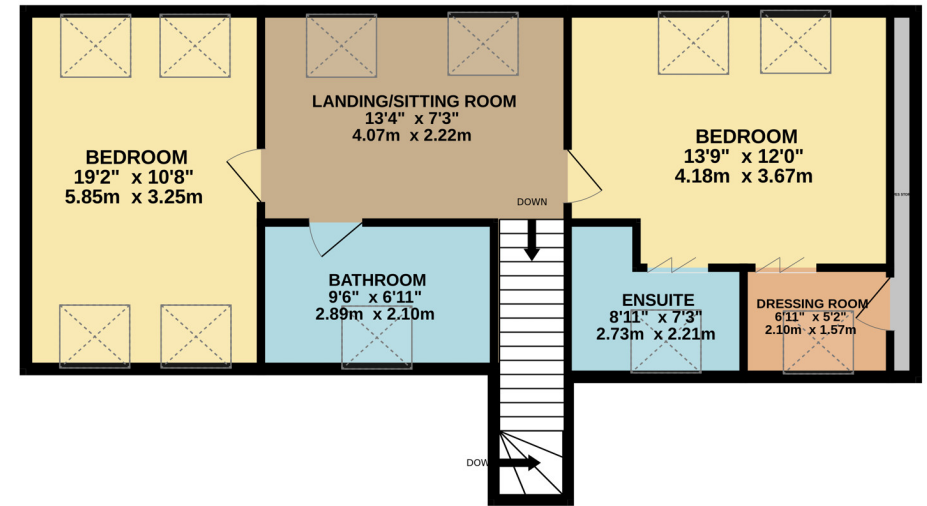 LANDING/SITTING ROOM
13'4" x 7'3"
4.07m x 2.22m
BEDROOM
19'2" x 10'8"
5.85m x 3.25m
BEDROOM
13'9" x 12'0"
4.18m x 3.67m
DOWN
BATHROOM
9'6" x 6'11"
2.89m x 2.10m
ENSUITE
8'11" x 7'3"
2.73m x 2.21m
DRESSING ROOM
6'11" x 5'2"
2.10m x 1.57m
DOWN